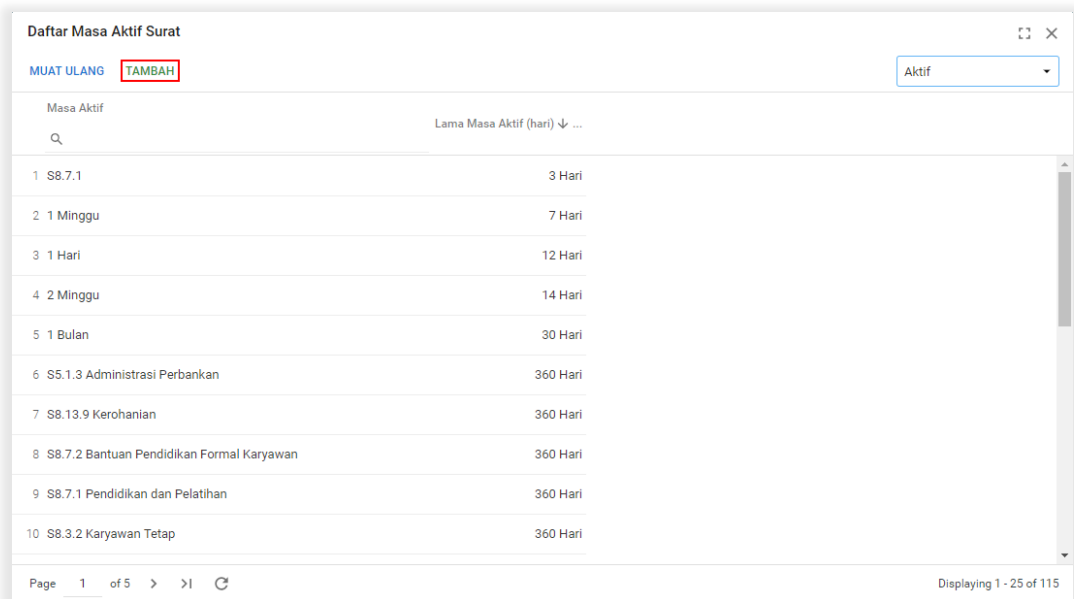 Daftar Masa Aktif Surat
MUAT ULANG TAMBAH Aktif
Masa Aktif
Lama Masa Aktif (hari) ↓ ...
1 S8.7.1 3 Hari
2 1 Minggu 7 Hari
3 1 Hari 12 Hari
4 2 Minggu 14 Hari
5 1 Bulan 30 Hari
6 S5.1.3 Administrasi Perbankan 360 Hari
7 S8.13.9 Kerohanian 360 Hari
8 S8.7.2 Bantuan Pendidikan Formal Karyawan 360 Hari
9 S8.7.1 Pendidikan dan Pelatihan 360 Hari
10 S8.3.2 Karyawan Tetap 360 Hari
Page 1 of 5 Displaying 1 - 25 of 115